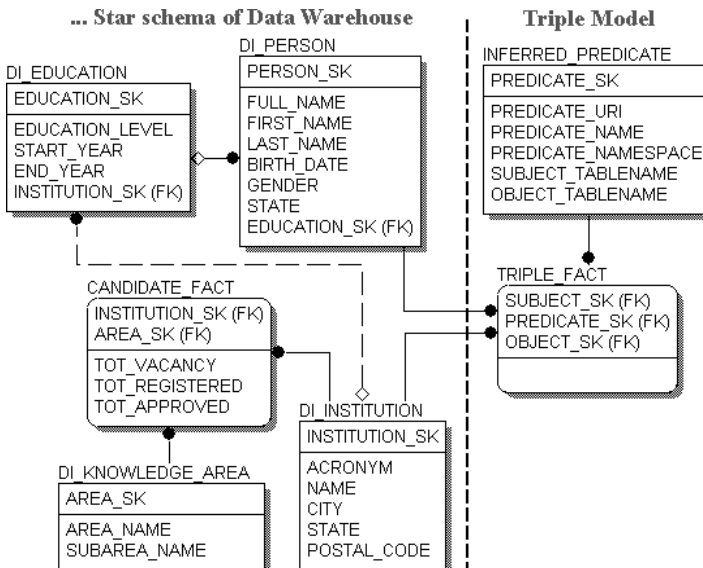 ... Star schema of Data Warehouse
Triple Model
DI_EDUCATION
EDUCATION_SK
EDUCATION_LEVEL
START_YEAR
END_YEAR
INSTITUTION_SK (FK)
DI_PERSON
PERSON_SK
FULL_NAME
FIRST_NAME
LAST_NAME
BIRTH_DATE
GENDER
STATE
EDUCATION_SK (FK)
INFERRED_PREDICATE
PREDICATE_SK
PREDICATE_URI
PREDICATE_NAME
PREDICATE_NAMESPACE
SUBJECT_TABLENAME
OBJECT_TABLENAME
CANDIDATE_FACT
INSTITUTION_SK (FK)
AREA_SK (FK)
TOT_VACANCY
TOT_REGISTERED
TOT_APPROVED
TRIPLE_FACT
SUBJECT_SK (FK)
PREDICATE_SK (FK)
OBJECT_SK (FK)
DI_KNOWLEDGE_AREA
AREA_SK
AREA_NAME
SUBAREA_NAME
DI_INSTITUTION
INSTITUTION_SK
ACRONYM
NAME
CITY
STATE
POSTAL_CODE